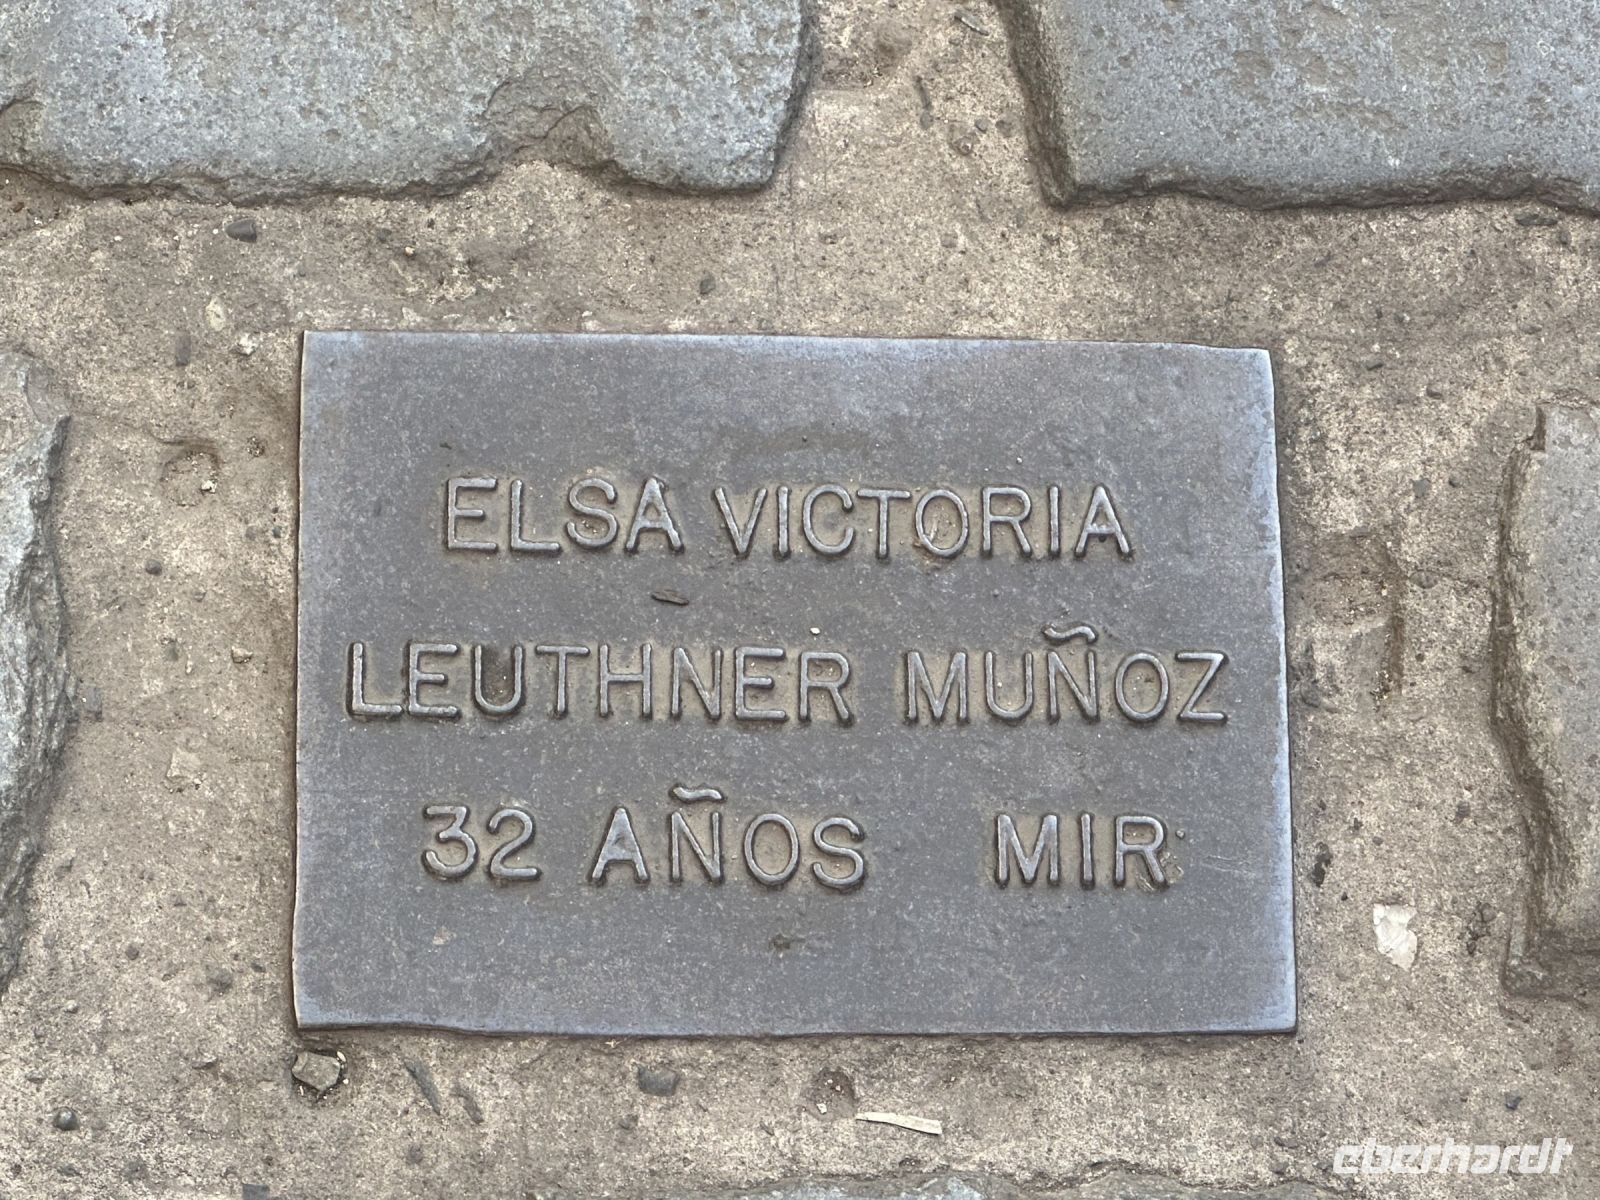 ELSA VICTORIA
LEUTHNER MUÑOZ
32 AÑOS MIR
eberhardt